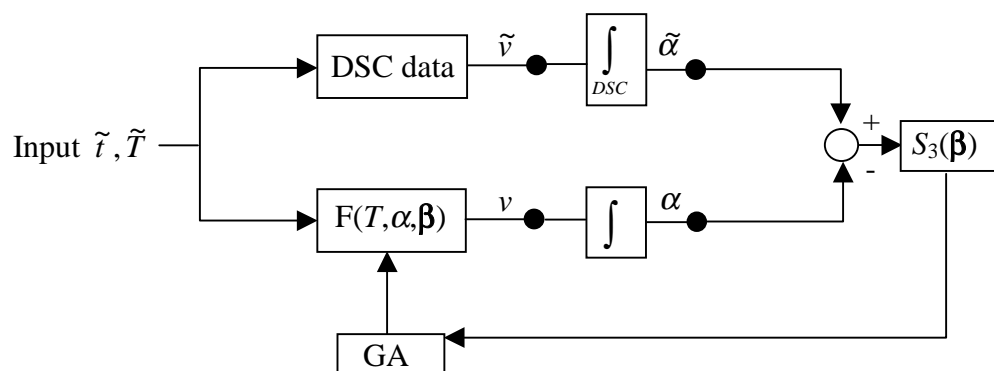 ṽ
α̃
DSC data
∫
DSC
+
Input t̃ , T̃
S₃(β)
-
v
α
F(T,α,β)
∫
GA